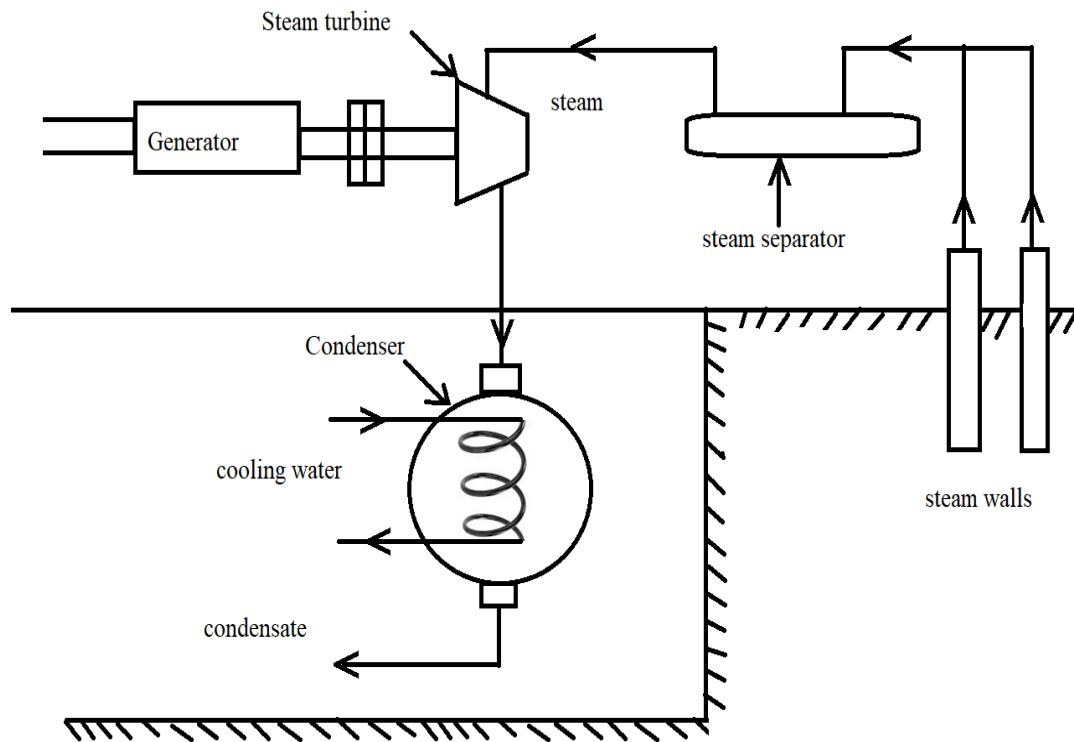 Steam turbine
steam
Generator
steam separator
Condenser
cooling water
steam walls
condensate